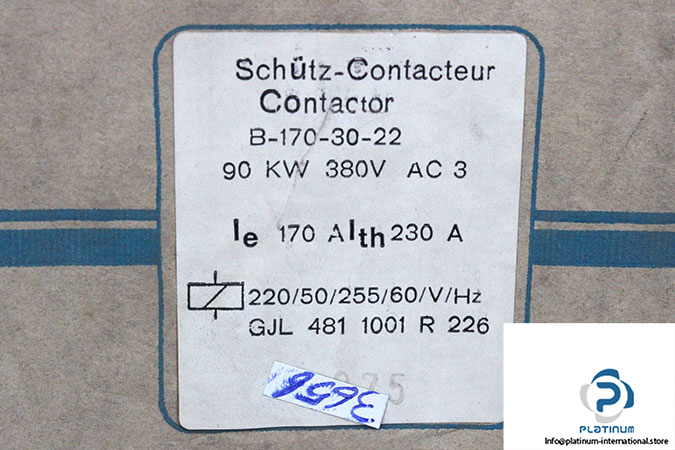 Schütz-Contacteur
Contactor
B-170-30-22
90 KW 380V AC 3
Ie 170 A Ith 230 A
220/50/255/60/V/Hz
GJL 481 1001 R 226
3656
PLATINUM
Info@platinum-international.store